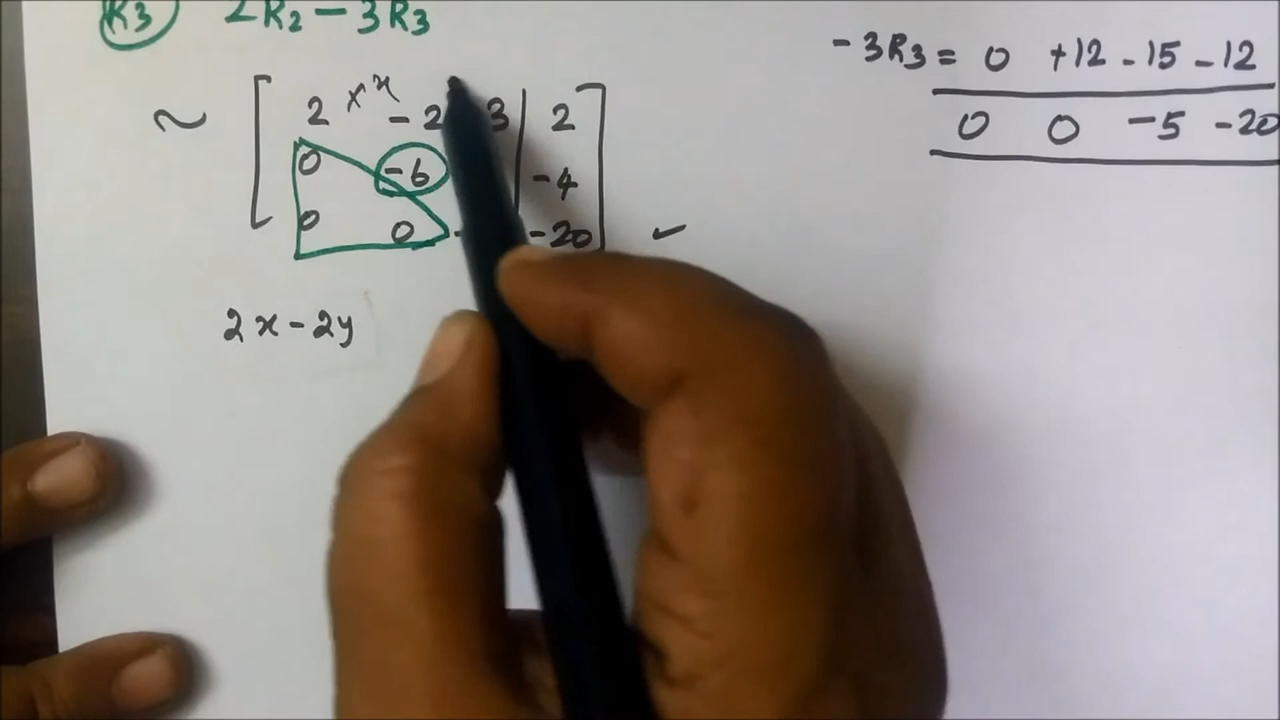 R3 2R2 - 3R3
-3R3 = 0 +12 -15 -12
0 0 -5 -20
~ [ 2 x x -2 3 | 2 ]
0 -6 | -4
0 0 - -20 ✓
2x - 2y